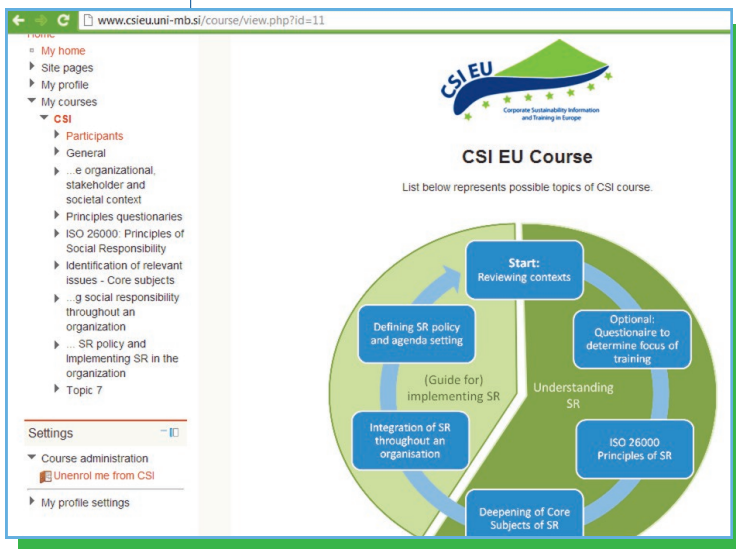 www.csieu.uni-mb.si/course/view.php?id=11
Home
My home
Site pages
My profile
My courses
CSI
Participants
General
...e organizational,
stakeholder and
societal context
Principles questionaries
ISO 26000: Principles of
Social Responsibility
Identification of relevant
issues - Core subjects
...g social responsibility
throughout an
organization
... SR policy and
Implementing SR in the
organization
Topic 7
Settings
Course administration
Unenrol me from CSI
My profile settings
CSI EU
Corporate Sustainability Information
and Training in Europe
CSI EU Course
List below represents possible topics of CSI course.
Start:
Reviewing contexts
Optional:
Questionaire to
determine focus of
training
Understanding
SR
ISO 26000
Principles of SR
Deepening of Core
Subjects of SR
Integration of SR
throughout an
organisation
(Guide for)
implementing SR
Defining SR policy
and agenda setting